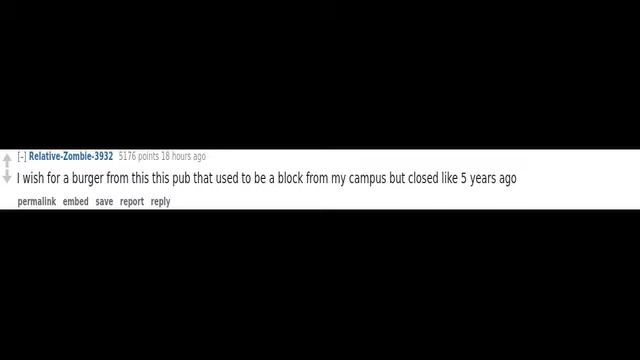 [-] Relative-Zombie-3932 5176 points 18 hours ago
I wish for a burger from this this pub that used to be a block from my campus but closed like 5 years ago
permalink embed save report reply